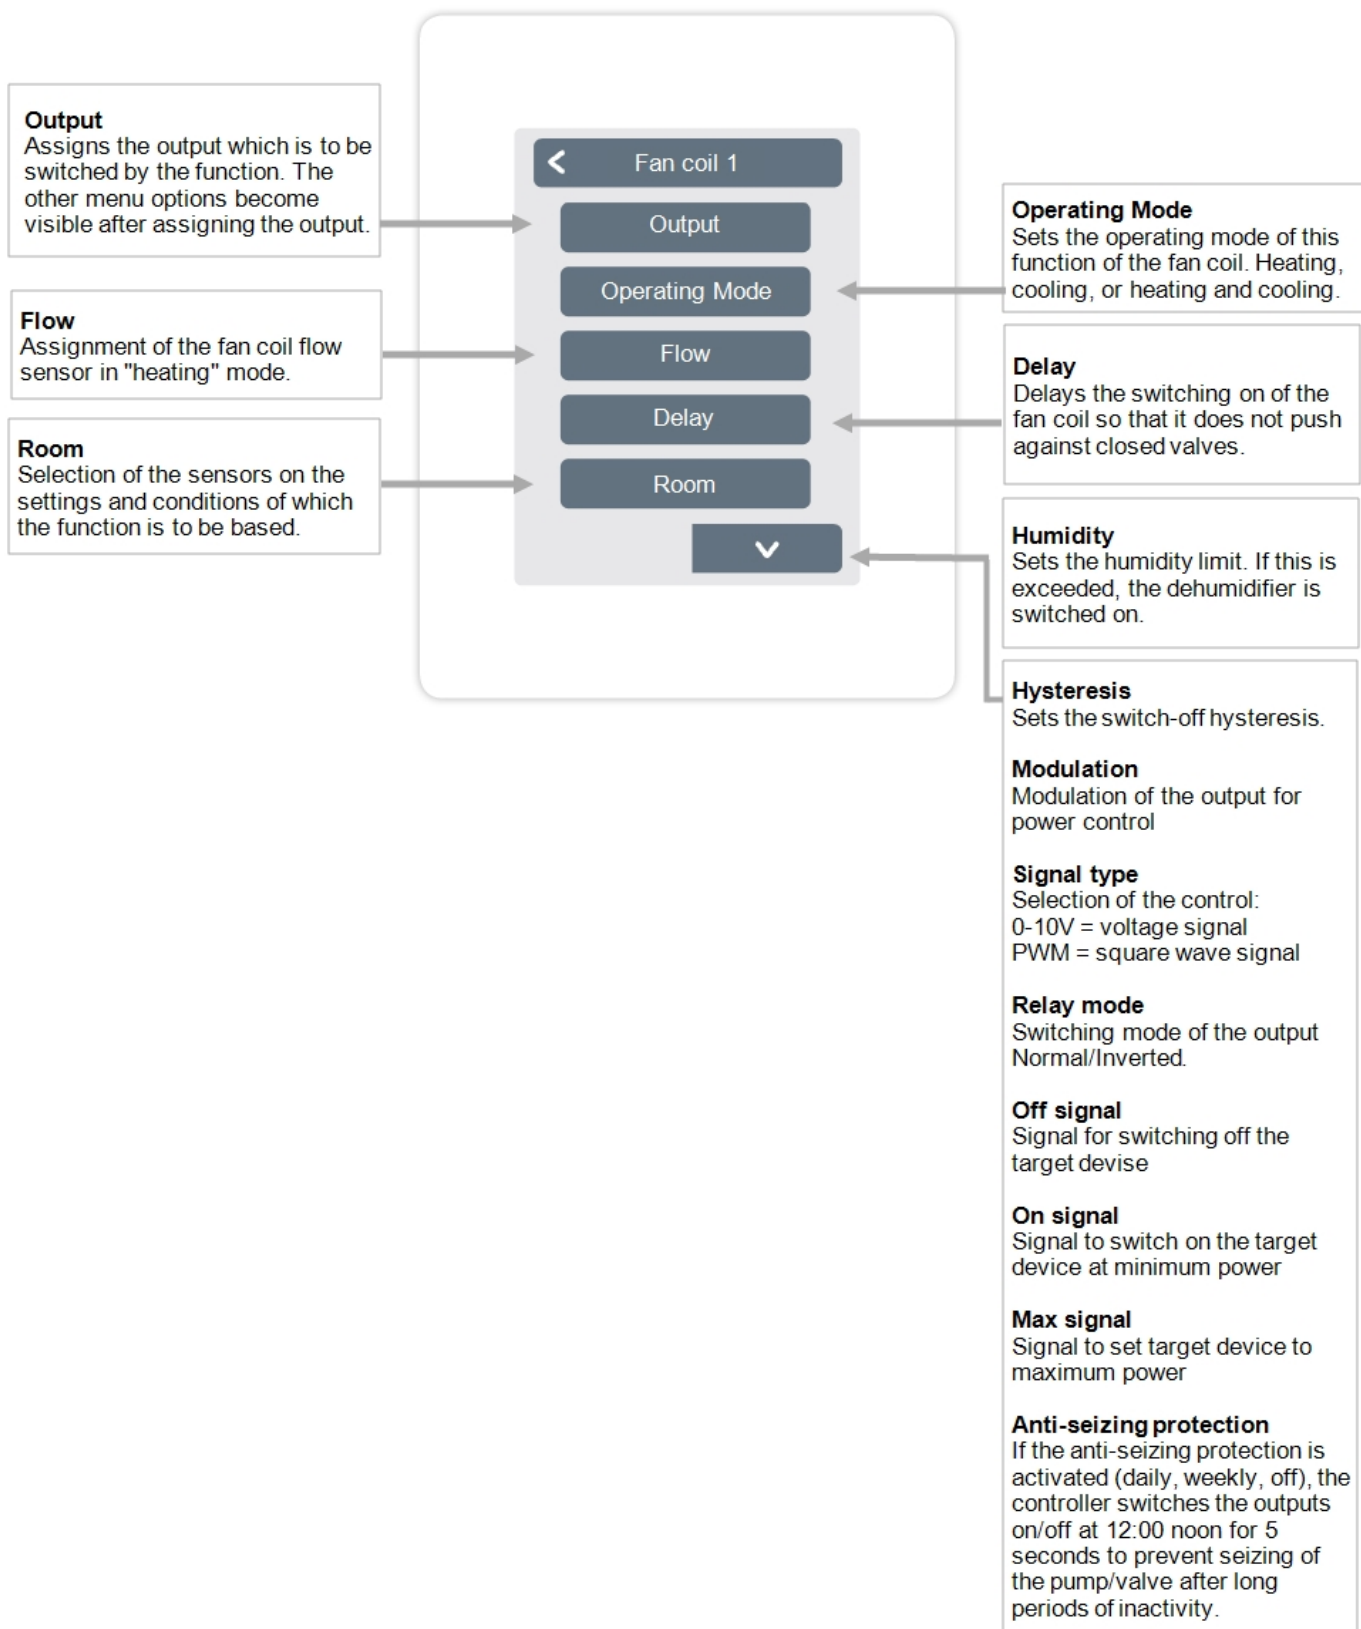 Output
Assigns the output which is to be
switched by the function. The
other menu options become
visible after assigning the output.
Flow
Assignment of the fan coil flow
sensor in "heating" mode.
Room
Selection of the sensors on the
settings and conditions of which
the function is to be based.
Fan coil 1
Output
Operating Mode
Flow
Delay
Room
Operating Mode
Sets the operating mode of this
function of the fan coil. Heating,
cooling, or heating and cooling.
Delay
Delays the switching on of the
fan coil so that it does not push
against closed valves.
Humidity
Sets the humidity limit. If this is
exceeded, the dehumidifier is
switched on.
Hysteresis
Sets the switch-off hysteresis.
Modulation
Modulation of the output for
power control
Signal type
Selection of the control:
0-10V = voltage signal
PWM = square wave signal
Relay mode
Switching mode of the output
Normal/Inverted.
Off signal
Signal for switching off the
target devise
On signal
Signal to switch on the target
device at minimum power
Max signal
Signal to set target device to
maximum power
Anti-seizing protection
If the anti-seizing protection is
activated (daily, weekly, off), the
controller switches the outputs
on/off at 12:00 noon for 5
seconds to prevent seizing of
the pump/valve after long
periods of inactivity.